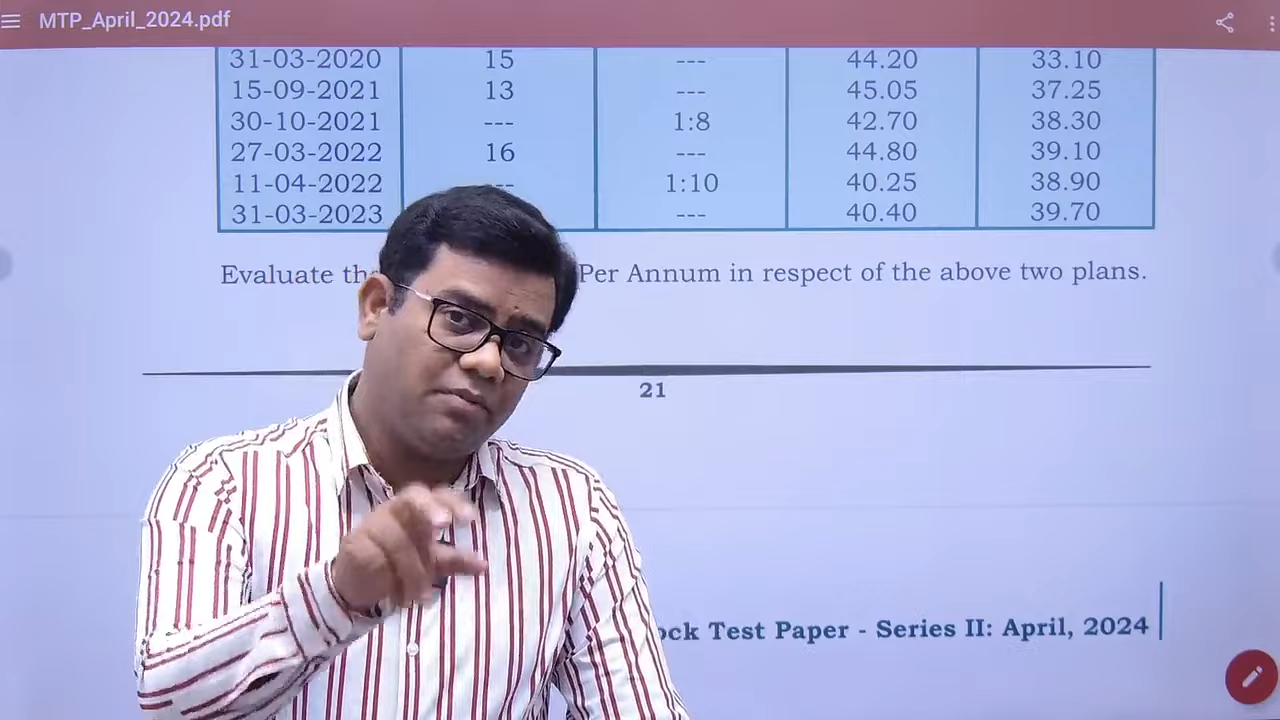 MTP_April_2024.pdf
31-03-2020 15 --- 44.20 33.10
15-09-2021 13 --- 45.05 37.25
30-10-2021 --- 1:8 42.70 38.30
27-03-2022 16 --- 44.80 39.10
11-04-2022 --- 1:10 40.25 38.90
31-03-2023 --- 40.40 39.70
Evaluate Per Annum in respect of the above two plans.
21
Test Paper - Series II: April, 2024